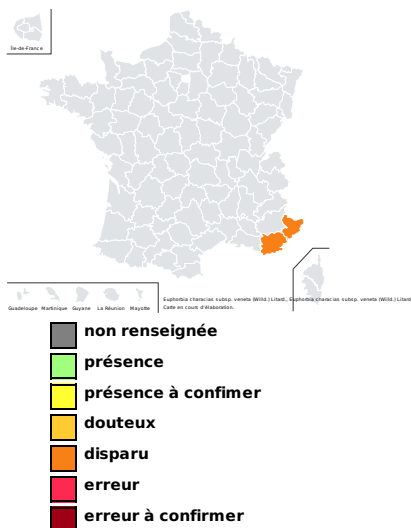 Île-de-France
Guadeloupe Martinique Guyane La Réunion Mayotte
Euphorbia characias subsp. veneta (Willd.) Litard., Euphorbia characias subsp. veneta (Willd.) Litard
Carte en cours d'élaboration.
non renseignée
présence
présence à confimer
douteux
disparu
erreur
erreur à confirmer